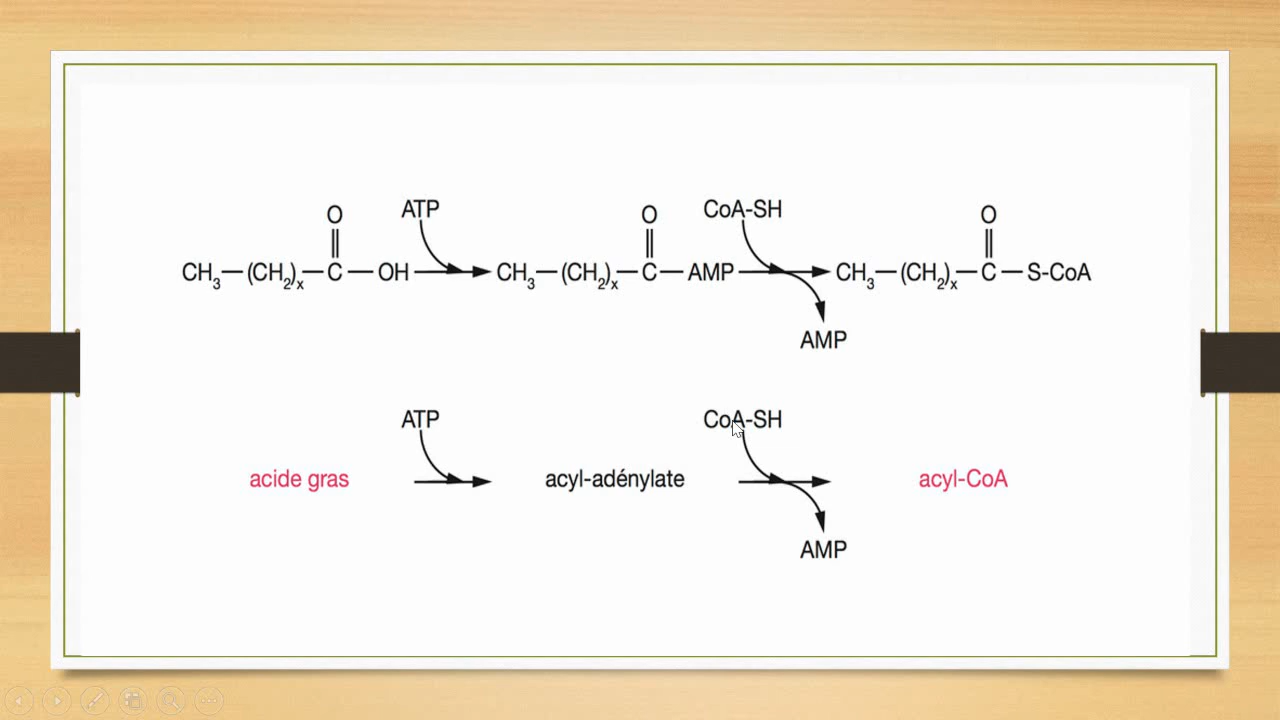 ATP CoA-SH
O O O
CH3—(CH2)x—C—OH CH3—(CH2)x—C—AMP CH3—(CH2)x—C—S-CoA
AMP
ATP CoA-SH
acide gras acyl-adénylate acyl-CoA
AMP